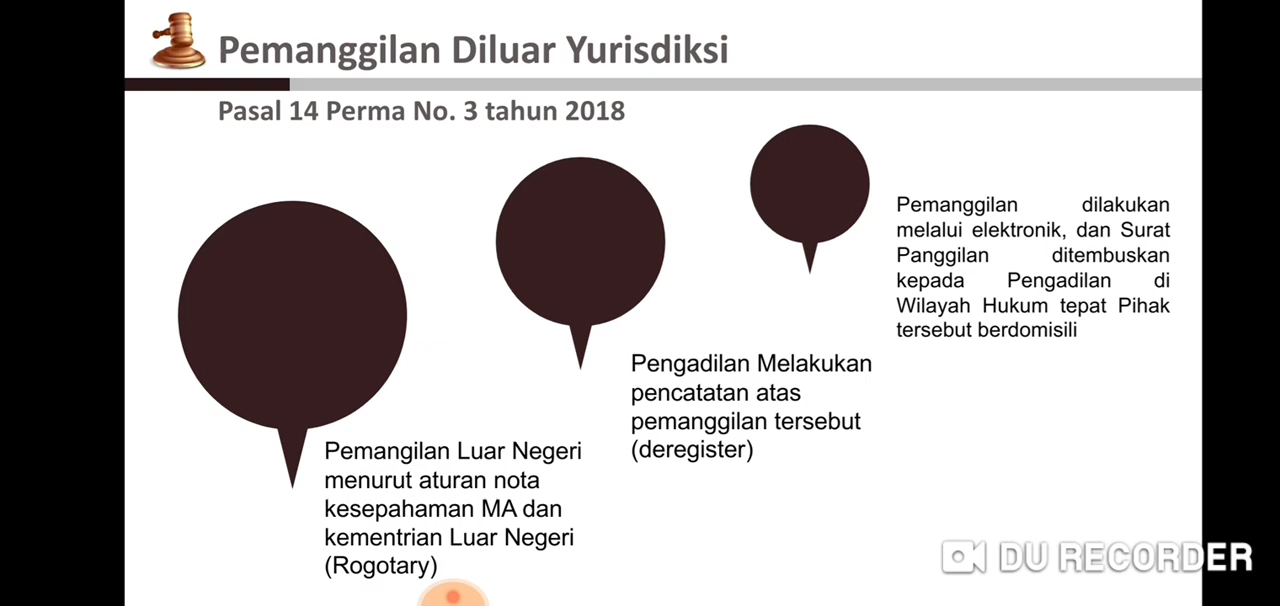 Pemanggilan Diluar Yurisdiksi
Pasal 14 Perma No. 3 tahun 2018
Pemanggilan dilakukan
melalui elektronik, dan Surat
Panggilan ditembuskan
kepada Pengadilan di
Wilayah Hukum tepat Pihak
tersebut berdomisili
Pengadilan Melakukan
pencatatan atas
pemanggilan tersebut
(deregister)
Pemangilan Luar Negeri
menurut aturan nota
kesepahaman MA dan
kementrian Luar Negeri
(Rogotary)
DU RECORDER